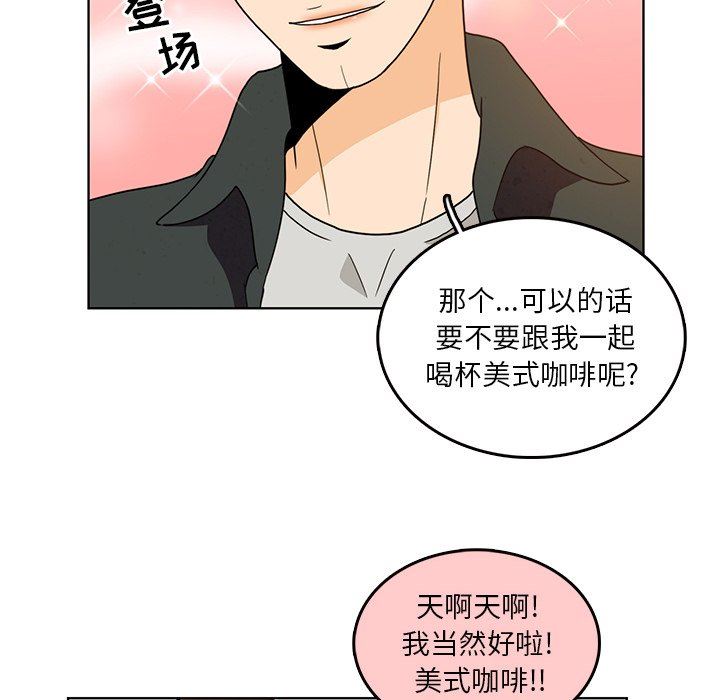 登场
那个...可以的话
要不要跟我一起
喝杯美式咖啡呢?
天啊天啊!
我当然好啦!
美式咖啡!!